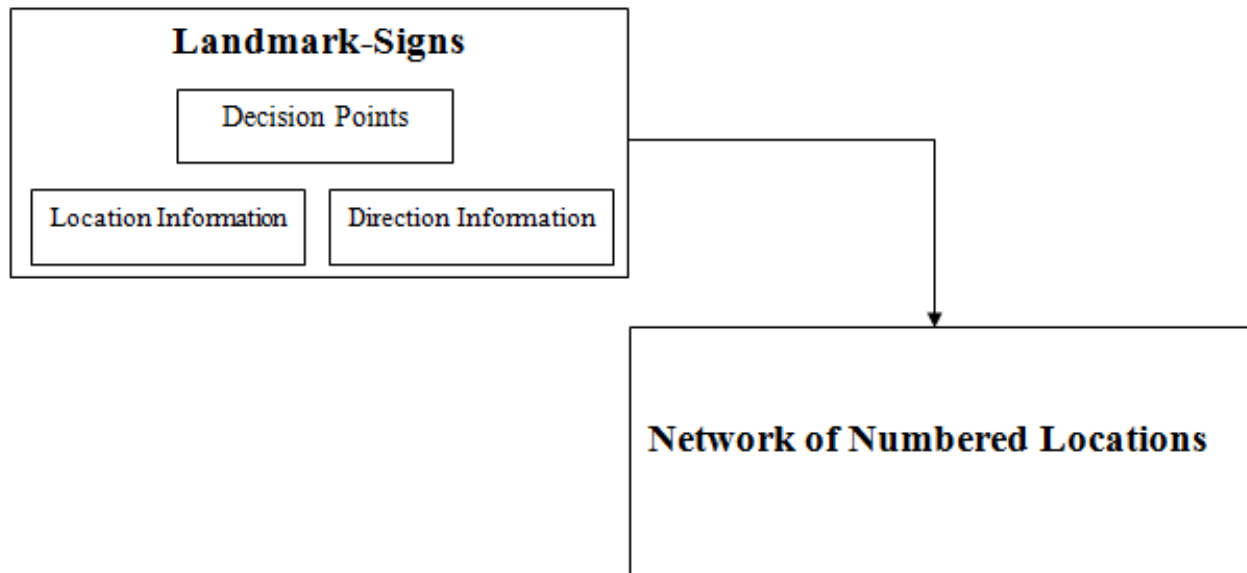 Landmark-Signs
Decision Points
Location Information
Direction Information
Network of Numbered Locations